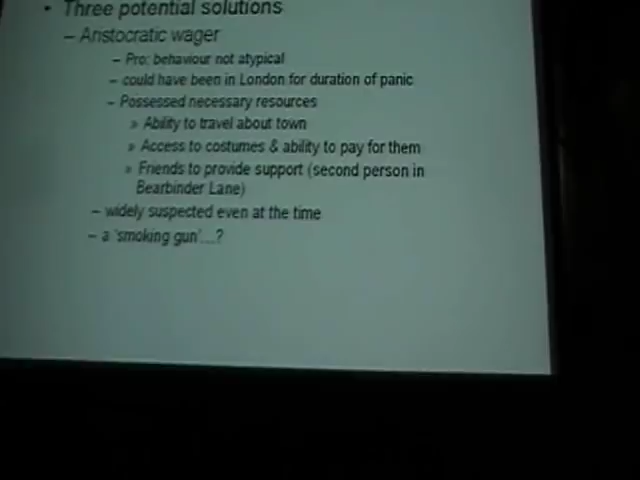 • Three potential solutions
– Aristocratic wager
– Pro: behaviour not atypical
– could have been in London for duration of panic
– Possessed necessary resources
» Ability to travel about town
» Access to costumes & ability to pay for them
» Friends to provide support (second person in
Bearbinder Lane)
– widely suspected even at the time
– a 'smoking gun'...?